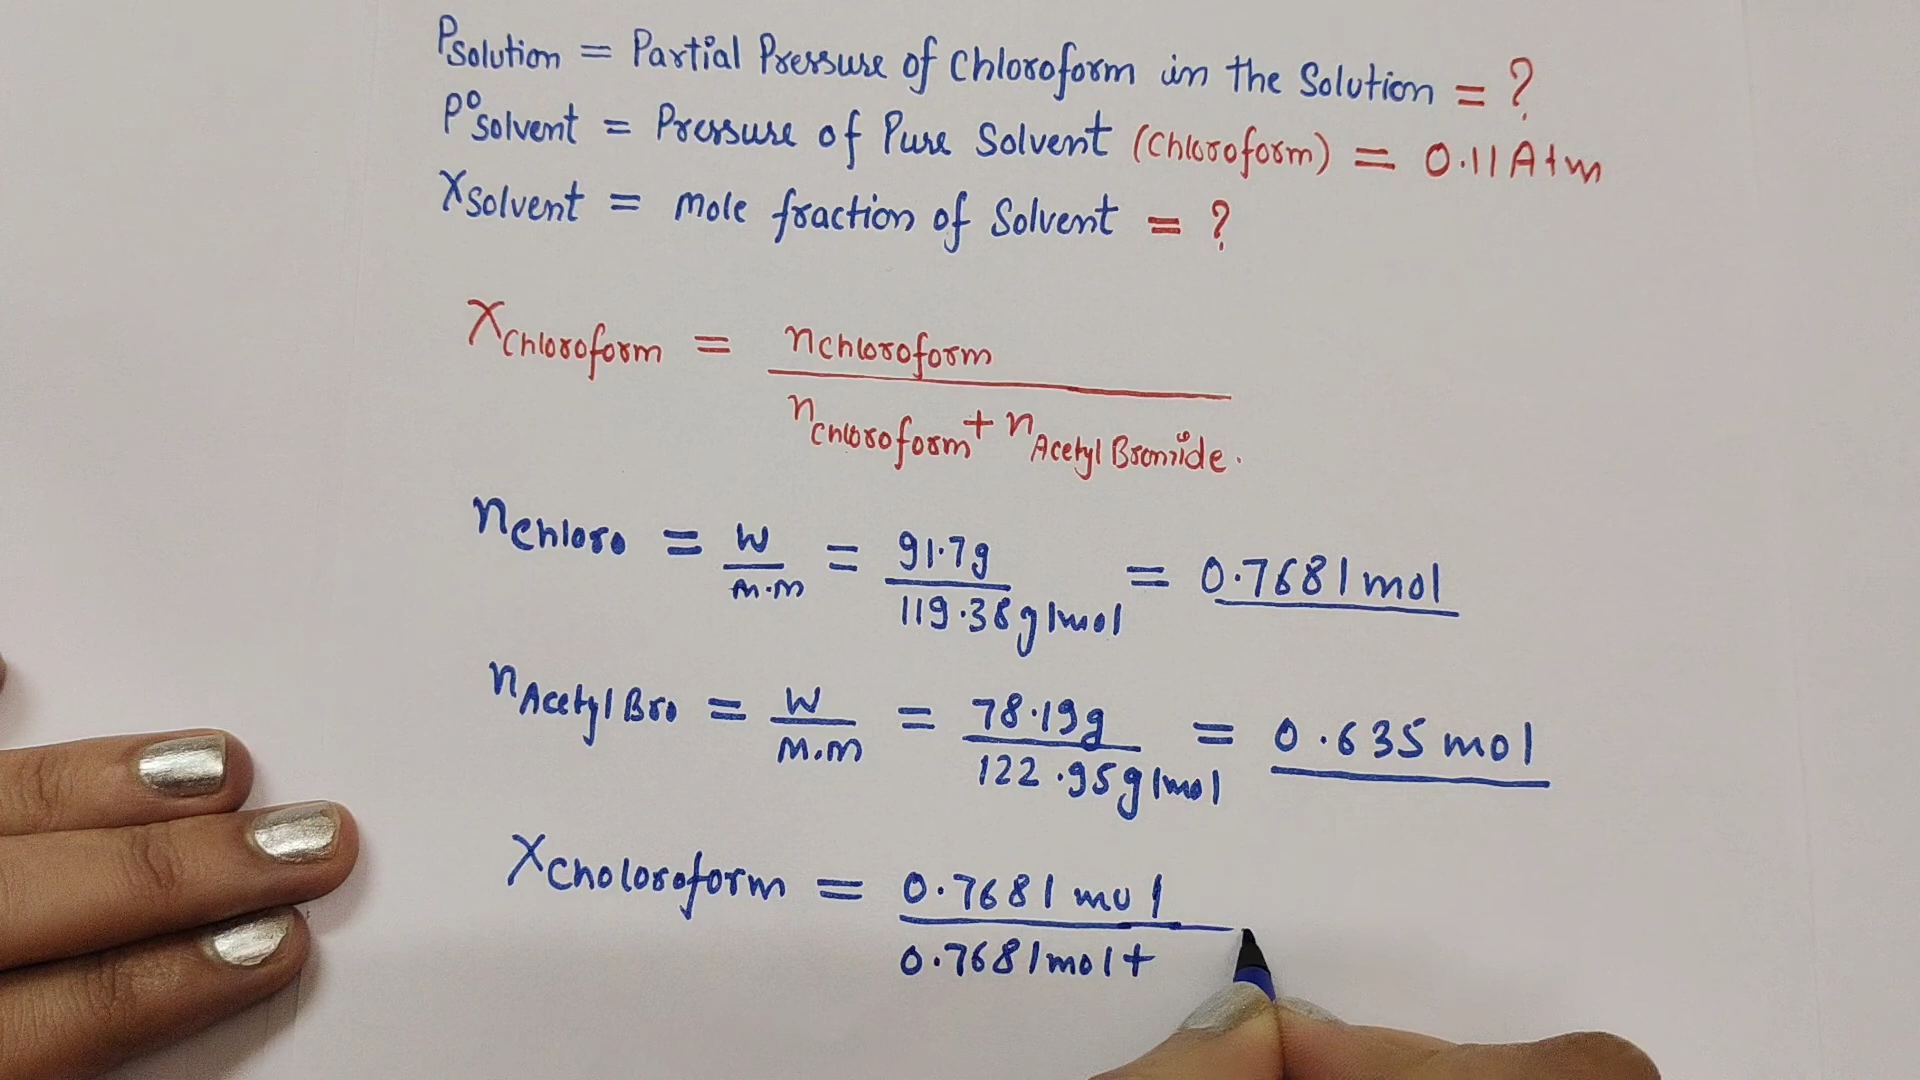 Psolution = Partial Pressure of Chloroform in the Solution = ?
P°solvent = Pressure of Pure Solvent (Chloroform) = 0.11 Atm
Xsolvent = mole fraction of Solvent = ?
XChloroform = nChloroform / nChloroform + nAcetyl Bromide.
nChloro = W / m.m = 91.7g / 119.38g/mol = 0.7681 mol
nAcetyl Bro = W / M.m = 78.19g / 122.95g/mol = 0.635 mol
XCholoroform = 0.7681 mol / 0.7681 mol +